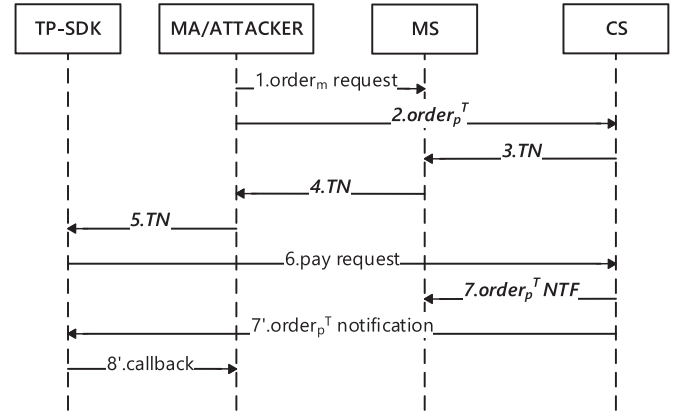 TP-SDK MA/ATTACKER MS CS
1.orderₘ request
2.orderₚᵀ
3.TN
4.TN
5.TN
6.pay request
7.orderₚᵀ NTF
7'.orderₚᵀ notification
8'.callback